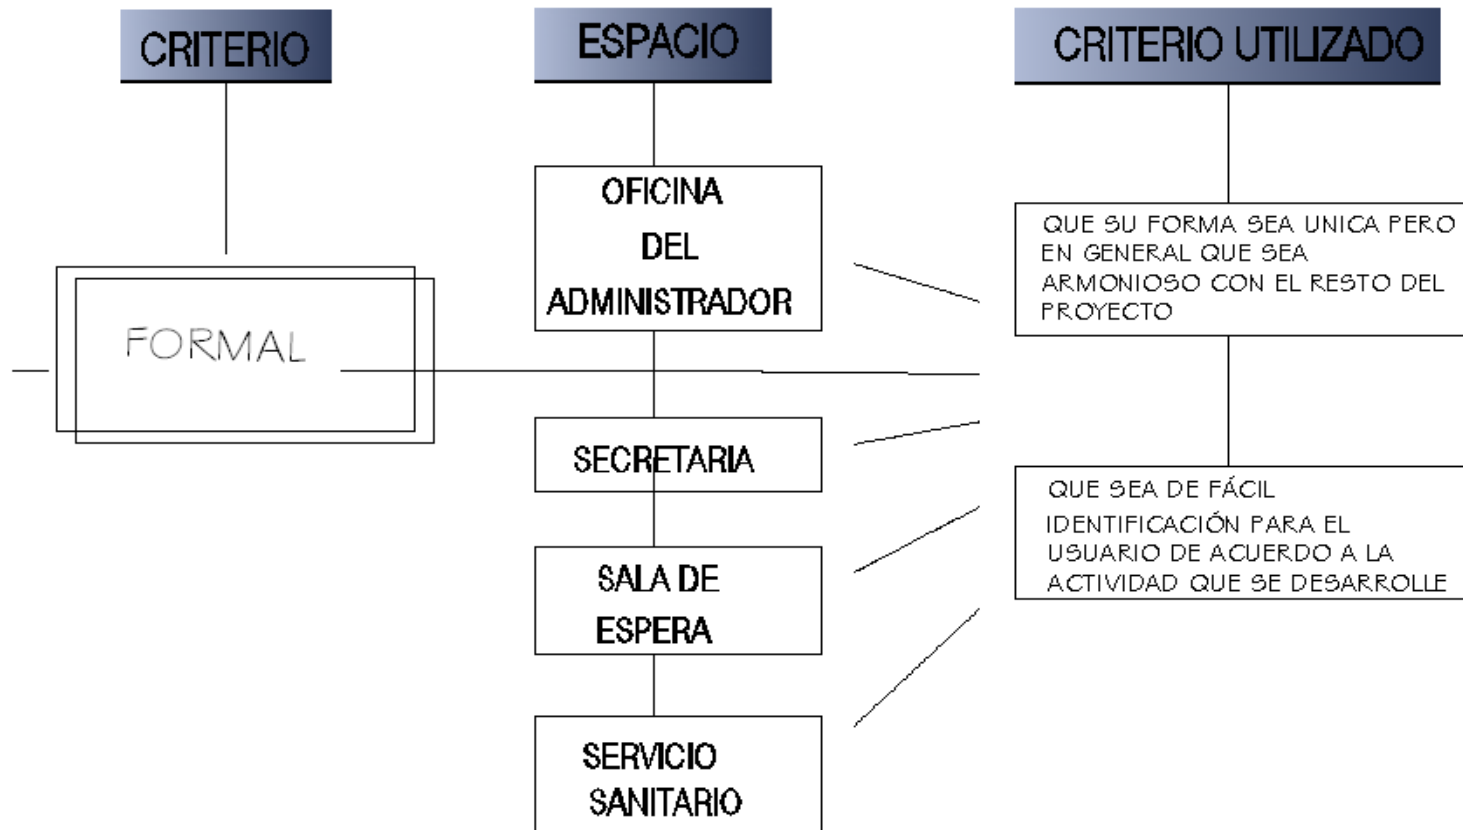 CRITERIO
ESPACIO
CRITERIO UTILIZADO
FORMAL
OFICINA
DEL
ADMINISTRADOR
SECRETARIA
SALA DE
ESPERA
SERVICIO
SANITARIO
QUE SU FORMA SEA UNICA PERO
EN GENERAL QUE SEA
ARMONIOSO CON EL RESTO DEL
PROYECTO
QUE SEA DE FÁCIL
IDENTIFICACIÓN PARA EL
USUARIO DE ACUERDO A LA
ACTIVIDAD QUE SE DESARROLLE